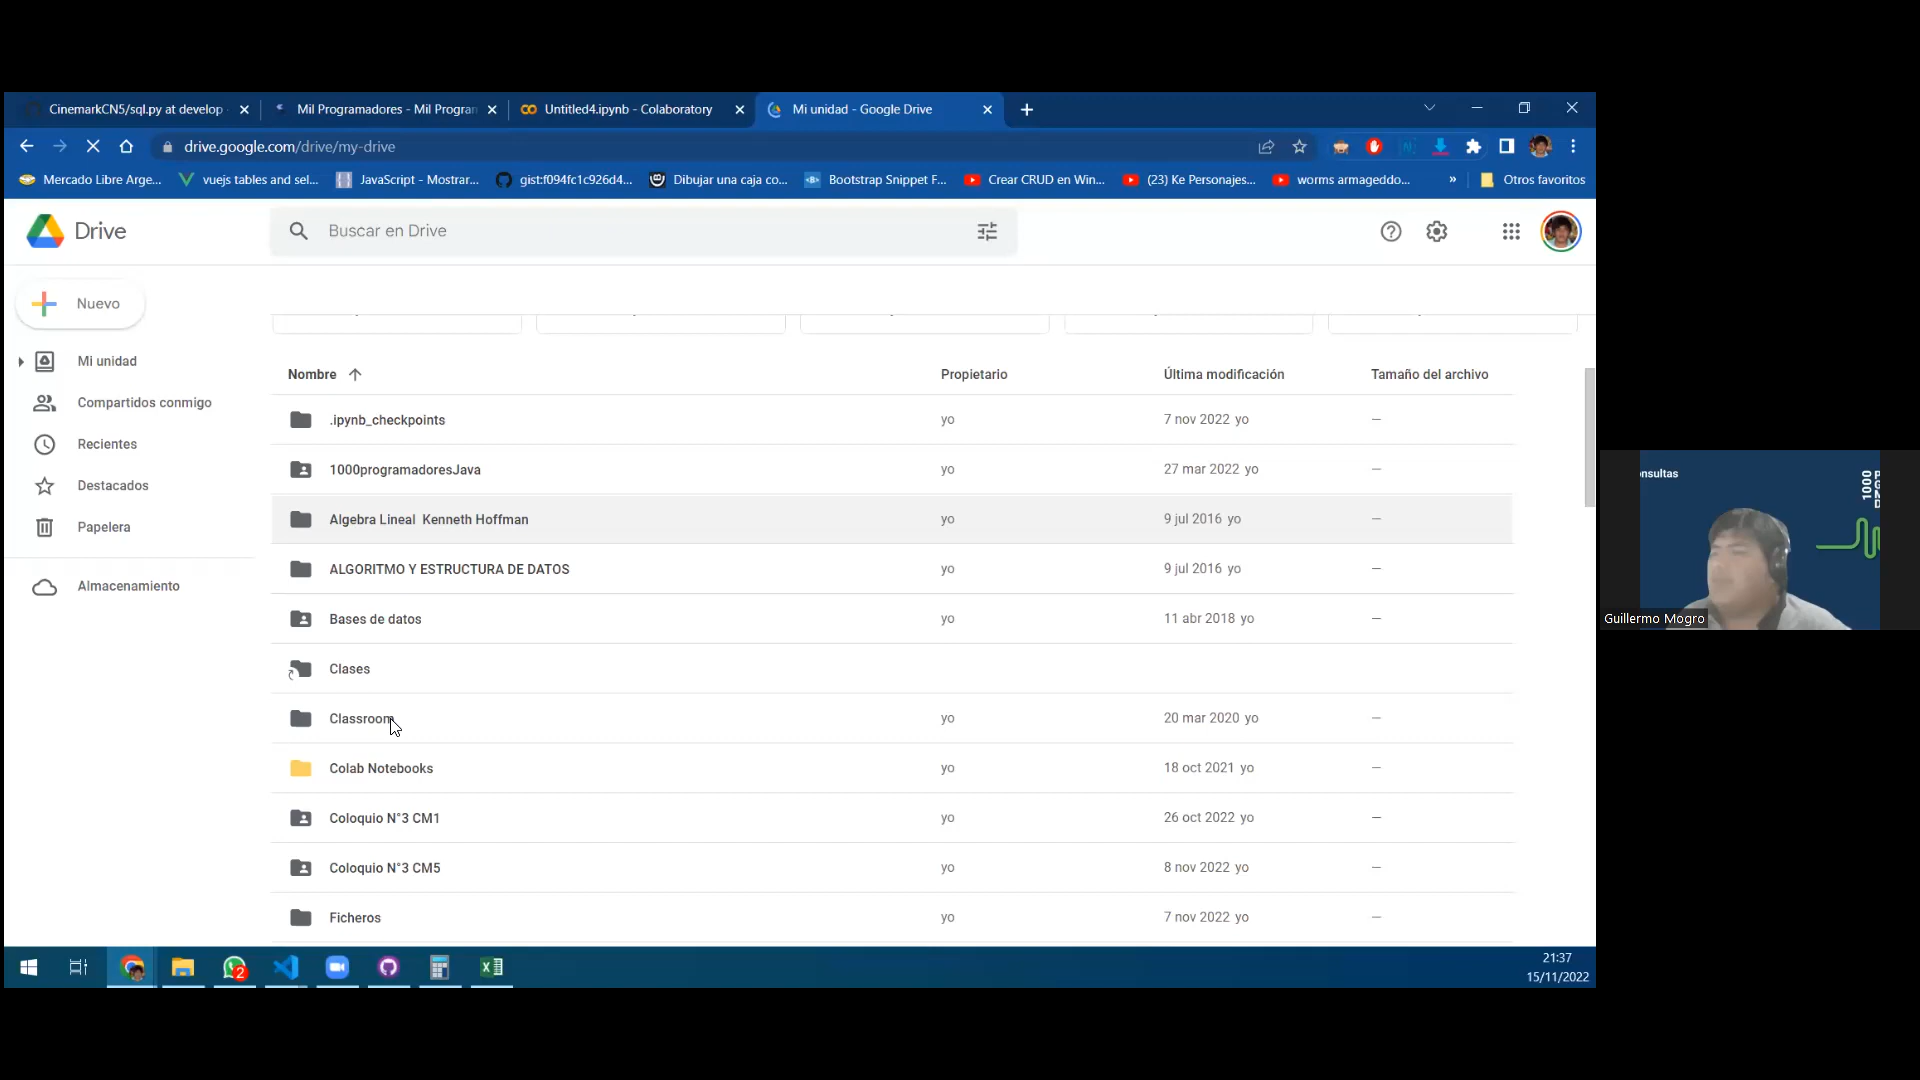 CinemarkCN5/sql.py at develop
Mil Programadores - Mil Program
Untitled4.ipynb - Colaboratory
Mi unidad - Google Drive
drive.google.com/drive/my-drive
Mercado Libre Arge...
vuejs tables and sel...
JavaScript - Mostrar...
gist:f094fc1c926d4...
Dibujar una caja co...
Bootstrap Snippet F...
Crear CRUD en Win...
(23) Ke Personajes...
worms armageddo...
»
Otros favoritos
Drive
Buscar en Drive
Nuevo
Mi unidad
Compartidos conmigo
Recientes
Destacados
Papelera
Almacenamiento
Nombre Propietario Última modificación Tamaño del archivo
.ipynb_checkpoints yo 7 nov 2022 yo —
1000programadoresJava yo 27 mar 2022 yo —
Algebra Lineal Kenneth Hoffman yo 9 jul 2016 yo —
ALGORITMO Y ESTRUCTURA DE DATOS yo 9 jul 2016 yo —
Bases de datos yo 11 abr 2018 yo —
Clases
Classroom yo 20 mar 2020 yo —
Colab Notebooks yo 18 oct 2021 yo —
Coloquio N°3 CM1 yo 26 oct 2022 yo —
Coloquio N°3 CM5 yo 8 nov 2022 yo —
Ficheros yo 7 nov 2022 yo —
2
21:37
15/11/2022
nsultas
1000
Guillermo Mogro